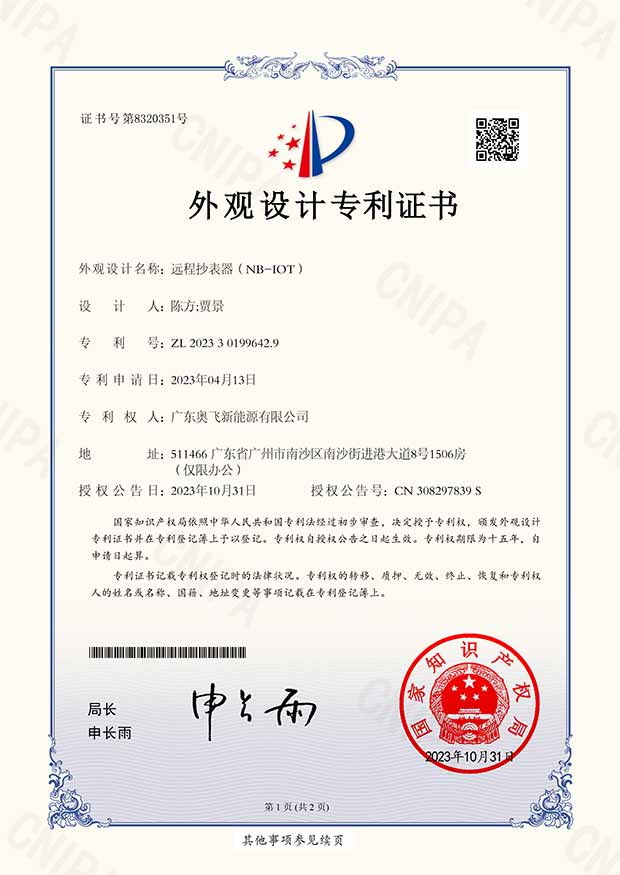 证书号第8320351号
外观设计专利证书
外观设计名称：远程抄表器（NB-IOT）
设计人：陈方;贾景
专利号：ZL 2023 3 0199642.9
专利申请日：2023年04月13日
专利权人：广东奥飞新能源有限公司
地址：511466 广东省广州市南沙区南沙街进港大道8号1506房
（仅限办公）
授权公告日：2023年10月31日 授权公告号：CN 308297839 S
国家知识产权局依照中华人民共和国专利法经过初步审查，决定授予专利权，颁发外观设计
专利证书并在专利登记簿上予以登记。专利权自授权公告之日起生效。专利权期限为十五年，自
申请日起算。
专利证书记载专利权登记时的法律状况。专利权的转移、质押、无效、终止、恢复和专利权
人的姓名或名称、国籍、地址变更等事项记载在专利登记簿上。
局长
申长雨
申长雨
国家知识产权局
2023年10月31日
第1页(共2页)
其他事项参见续页
CNIPA
CNIPA
CNIPA
CNIPA
CNIPA
CNIPA
CNIPA
CNIPA
CNIPA